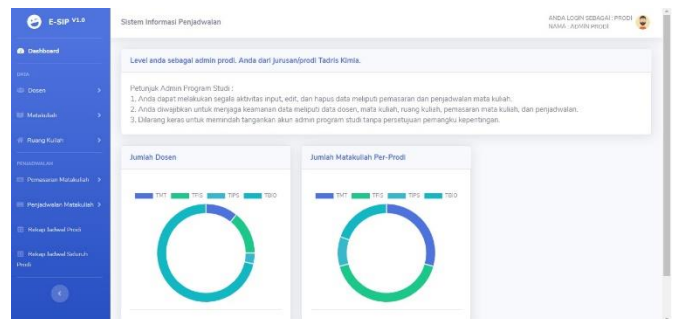 E-SIP V1.0
Sistem Informasi Penjadwalan
ANDA LOGIN SEBAGAI : PRODI
NAMA : ADMIN PRODI
Dashboard
Level anda sebagai admin prodi. Anda dari jurusan/prodi Tadris Kimia.
DATA
Dosen
Matakuliah
Ruang Kuliah
PENJADWALAN
Pemasaran Matakuliah
Penjadwalan Matakuliah
Rekap Jadwal Prodi
Rekap Jadwal Seluruh
Prodi
Petunjuk Admin Program Studi :
1. Anda dapat melakukan segala aktivitas input, edit, dan hapus data meliputi pemasaran dan penjadwalan mata kuliah.
2. Anda diwajibkan untuk menjaga keamanan data meliputi data dosen, mata kuliah, ruang kuliah, pemasaran mata kuliah, dan penjadwalan.
3. Dilarang keras untuk memindah tangankan akun admin program studi tanpa persetujuan pemangku kepentingan.
Jumlah Dosen
TMT TFIS TIPS TBIO
Jumlah Matakuliah Per-Prodi
TMT TFIS TIPS TBIO